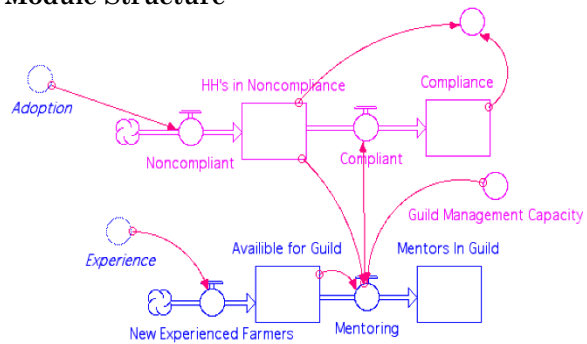 Module Structure
HH's in Noncompliance
Compliance
Adoption
Noncompliant
Compliant
Guild Management Capacity
Availible for Guild
Mentors In Guild
Experience
New Experienced Farmers
Mentoring